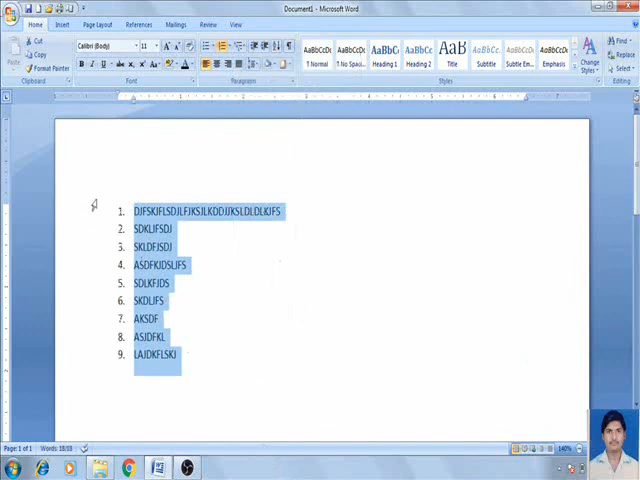 Document1 - Microsoft Word
Home Insert Page Layout References Mailings Review View
Cut
Copy
Paste
Format Painter
Clipboard
Calibri (Body) 11
Font
Paragraph
AaBbCcDc AaBbCcDc AaBbC AaBbCc AaB AaBbCc. AaBbCcDc AaBbCcDc
¶ Normal ¶ No Spaci... Heading 1 Heading 2 Title Subtitle Subtle Em... Emphasis
Styles
Change Styles
Find
Replace
Select
Editing
1. DJFSKJFLSDJLFJKSJLKDDJJKSLDLDLKJFS
2. SDKLJFSDJ
3. SKLDFJSDJ
4. ASDFKJDSLJFS
5. SDLKFJDS
6. SKDLJFS
7. AKSDF
8. ASJDFKL
9. LAJDKFLSKJ
Page: 1 of 1 Words: 18/18 140%